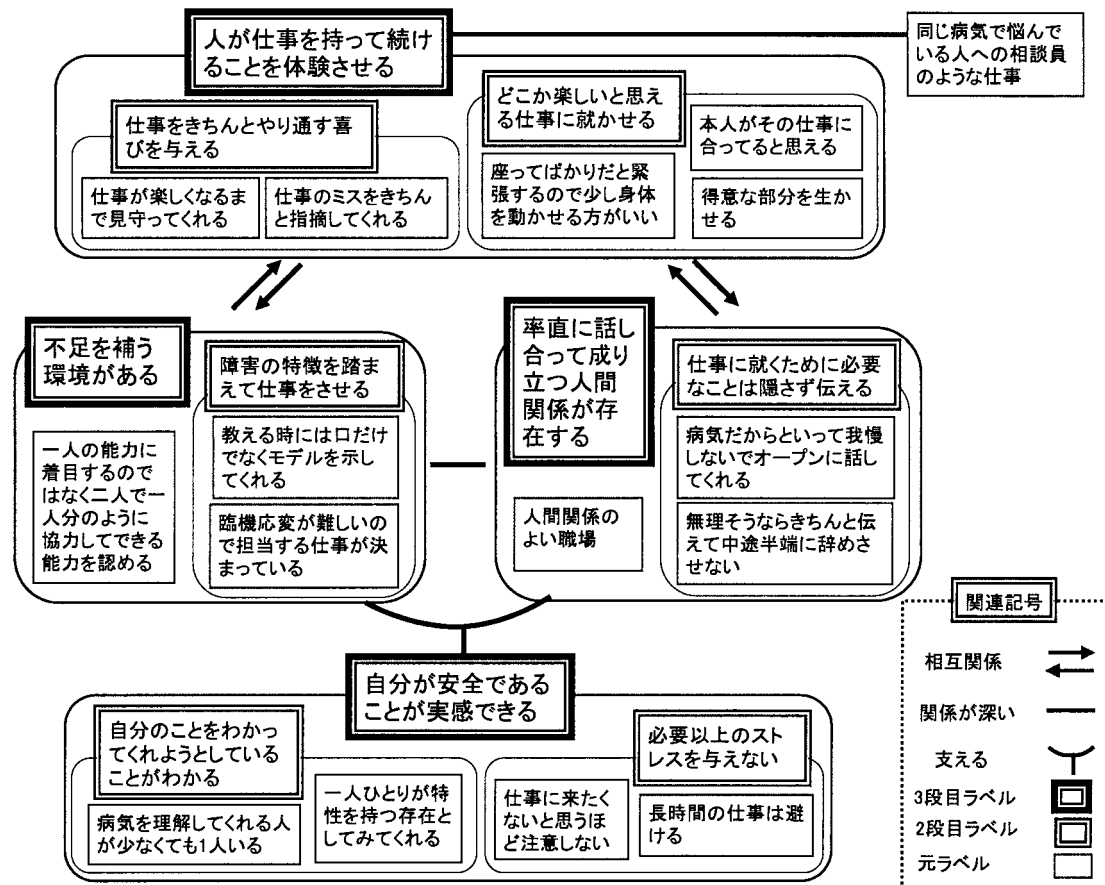 人が仕事を持って続け
ることを体験させる
同じ病気で悩んで
いる人への相談員
のような仕事
仕事をきちんとやり通す喜
びを与える
仕事が楽しくなるま
で見守ってくれる
仕事のミスをきちん
と指摘してくれる
どこか楽しいと思え
る仕事に就かせる
座ってばかりだと緊
張するので少し身体
を動かせる方がいい
本人がその仕事に
合ってると思える
得意な部分を生か
せる
不足を補う
環境がある
一人の能力に
着目するので
はなく二人で一
人分のように
協力してできる
能力を認める
障害の特徴を踏ま
えて仕事をさせる
教える時には口だけ
でなくモデルを示し
てくれる
臨機応変が難しいの
で担当する仕事が決
まっている
率直に話し
合って成り
立つ人間
関係が存
在する
人間関係の
よい職場
仕事に就くために必要
なことは隠さず伝える
病気だからといって我慢
しないでオープンに話し
てくれる
無理そうならきちんと伝
えて中途半端に辞めさ
せない
自分が安全である
ことが実感できる
自分のことをわかっ
てくれようとしている
ことがわかる
病気を理解してくれる人
が少なくても1人いる
一人ひとりが特
性を持つ存在と
してみてくれる
必要以上のスト
レスを与えない
仕事に来たく
ないと思うほ
ど注意しない
長時間の仕事は避
ける
関連記号
相互関係
関係が深い
支える
3段目ラベル
2段目ラベル
元ラベル